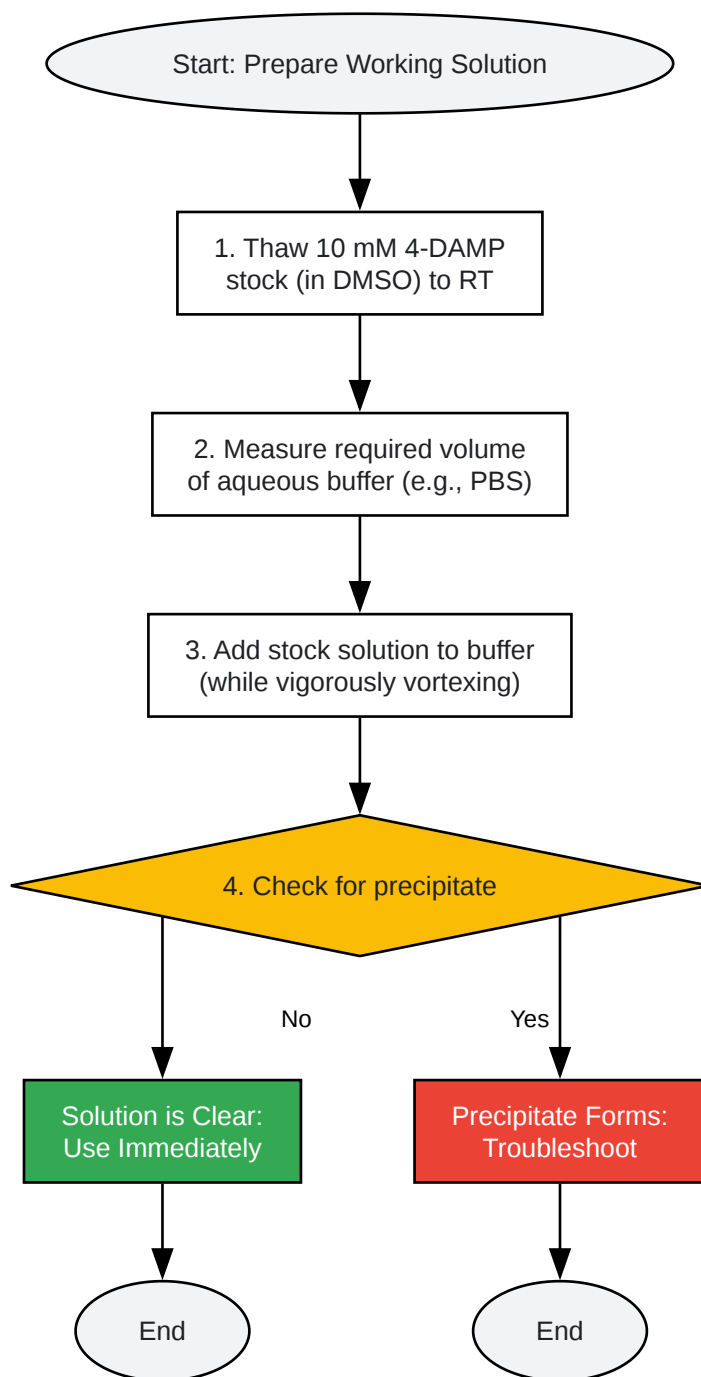 Start: Prepare Working Solution
1. Thaw 10 mM 4-DAMP
stock (in DMSO) to RT
2. Measure required volume
of aqueous buffer (e.g., PBS)
3. Add stock solution to buffer
(while vigorously vortexing)
4. Check for precipitate
No
Yes
Solution is Clear:
Use Immediately
Precipitate Forms:
Troubleshoot
End
End